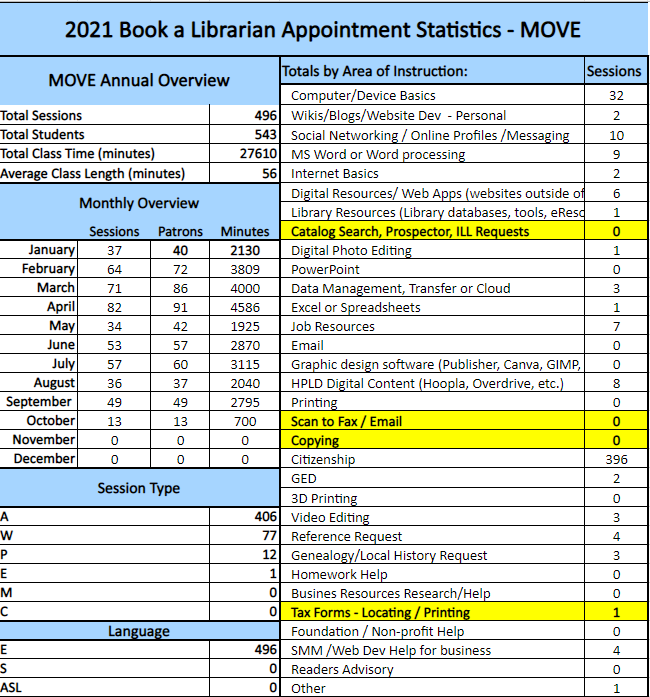 2021 Book a Librarian Appointment Statistics - MOVE
MOVE Annual Overview
Total Sessions 496
Total Students 543
Total Class Time (minutes) 27610
Average Class Length (minutes) 56
Monthly Overview
Sessions Patrons Minutes
January 37 40 2130
February 64 72 3809
March 71 86 4000
April 82 91 4586
May 34 42 1925
June 53 57 2870
July 57 60 3115
August 36 37 2040
September 49 49 2795
October 13 13 700
November 0 0 0
December 0 0 0
Session Type
A 406
W 77
P 12
E 1
M 0
C 0
Language
E 496
S 0
ASL 0
Totals by Area of Instruction: Sessions
Computer/Device Basics 32
Wikis/Blogs/Website Dev - Personal 2
Social Networking / Online Profiles /Messaging 10
MS Word or Word processing 9
Internet Basics 2
Digital Resources/ Web Apps (websites outside of 6
Library Resources (Library databases, tools, eResc 1
Catalog Search, Prospector, ILL Requests 0
Digital Photo Editing 1
PowerPoint 0
Data Management, Transfer or Cloud 3
Excel or Spreadsheets 1
Job Resources 7
Email 0
Graphic design software (Publisher, Canva, GIMP, 0
HPLD Digital Content (Hoopla, Overdrive, etc.) 8
Printing 0
Scan to Fax / Email 0
Copying 0
Citizenship 396
GED 2
3D Printing 0
Video Editing 3
Reference Request 4
Genealogy/Local History Request 3
Homework Help 0
Busines Resources Research/Help 0
Tax Forms - Locating / Printing 1
Foundation / Non-profit Help 0
SMM /Web Dev Help for business 4
Readers Advisory 0
Other 1